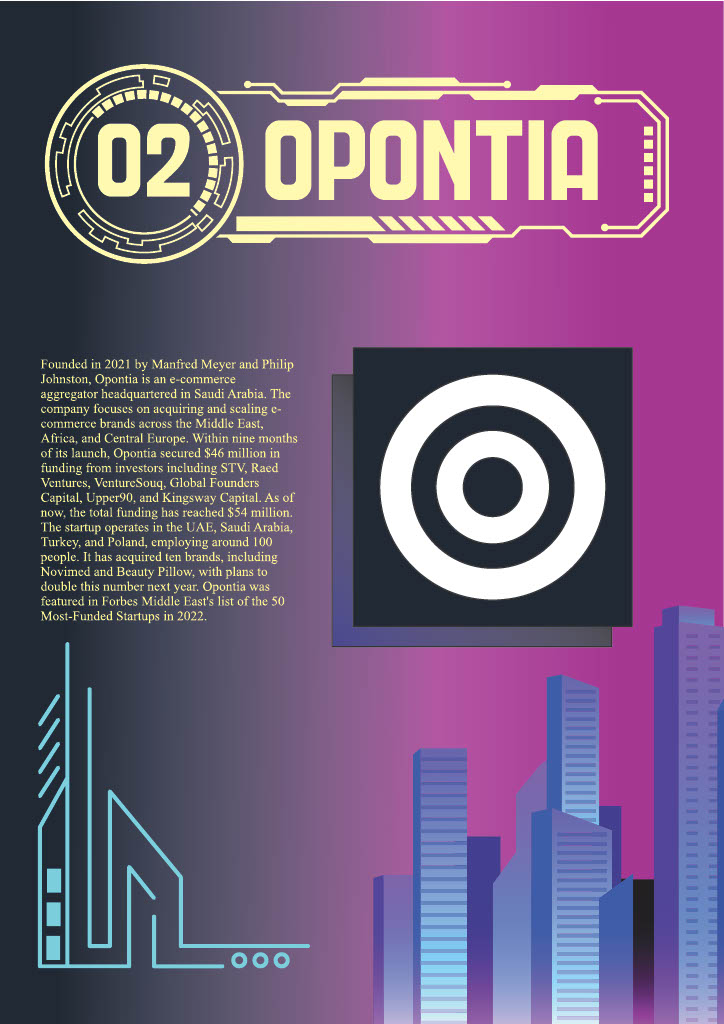 02 OPONTIA
Founded in 2021 by Manfred Meyer and Philip
Johnston, Opontia is an e-commerce
aggregator headquartered in Saudi Arabia. The
company focuses on acquiring and scaling e-
commerce brands across the Middle East,
Africa, and Central Europe. Within nine months
of its launch, Opontia secured $46 million in
funding from investors including STV, Raed
Ventures, VentureSouq, Global Founders
Capital, Upper90, and Kingsway Capital. As of
now, the total funding has reached $54 million.
The startup operates in the UAE, Saudi Arabia,
Turkey, and Poland, employing around 100
people. It has acquired ten brands, including
Novimed and Beauty Pillow, with plans to
double this number next year. Opontia was
featured in Forbes Middle East's list of the 50
Most-Funded Startups in 2022.